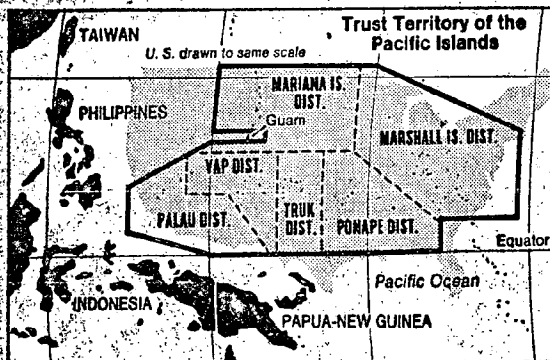 Trust Territory of the
Pacific Islands
TAIWAN
U. S. drawn to same scale
MARIANA IS.
DIST.
PHILIPPINES
Guam
MARSHALL IS. DIST.
YAP DIST.
PALAU DIST.
TRUK
DIST.
PONAPE DIST.
Equator
Pacific Ocean
INDONESIA
PAPUA-NEW GUINEA